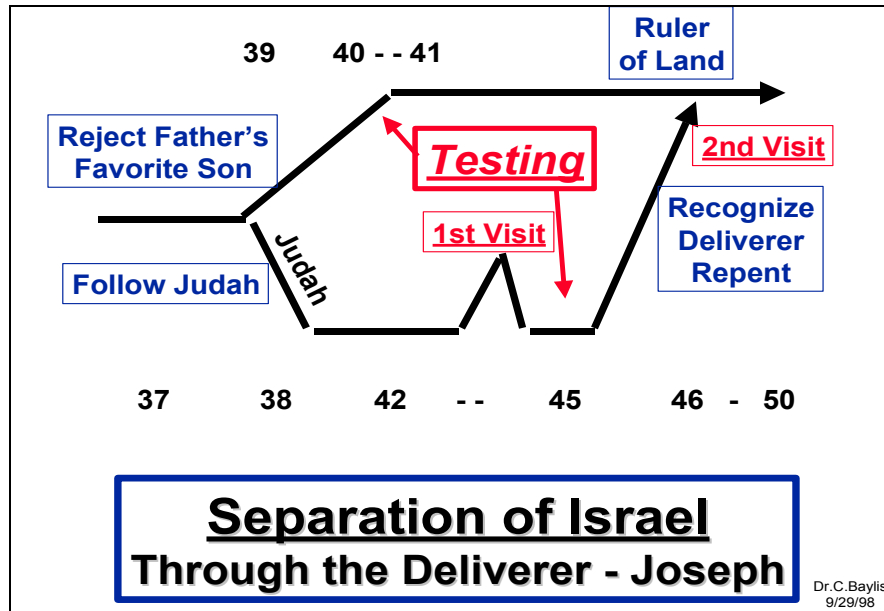 39 40 - - 41
Ruler
of Land
Reject Father's
Favorite Son
Testing
2nd Visit
1st Visit
Judah
Follow Judah
Recognize
Deliverer
Repent
37 38 42 - - 45 46 - 50
Separation of Israel
Through the Deliverer - Joseph
Dr.C.Baylis
9/29/98